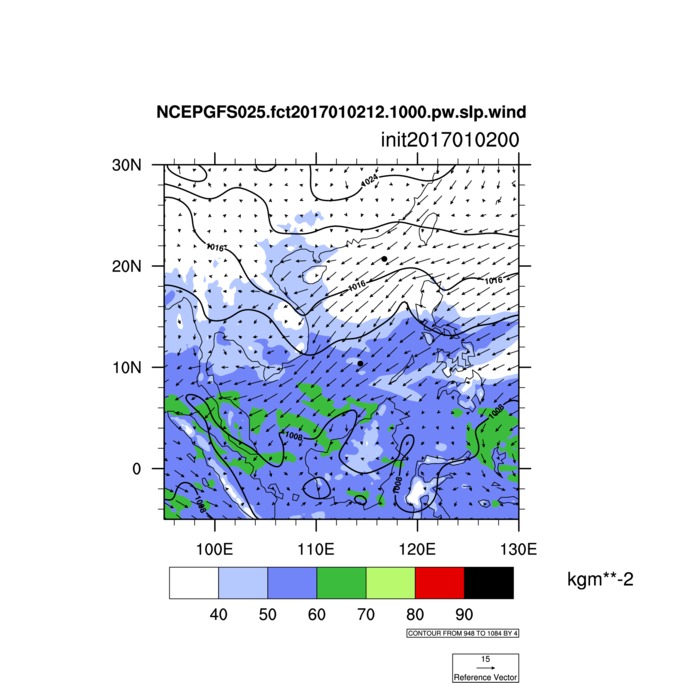 NCEPGFS025.fct2017010212.1000.pw.slp.wind
init2017010200
30N
1024
1016
20N
1016
1016
10N
1008
1008
0
1008
1008
100E 110E 120E 130E
kgm**-2
40 50 60 70 80 90
CONTOUR FROM 948 TO 1084 BY 4
15
Reference Vector